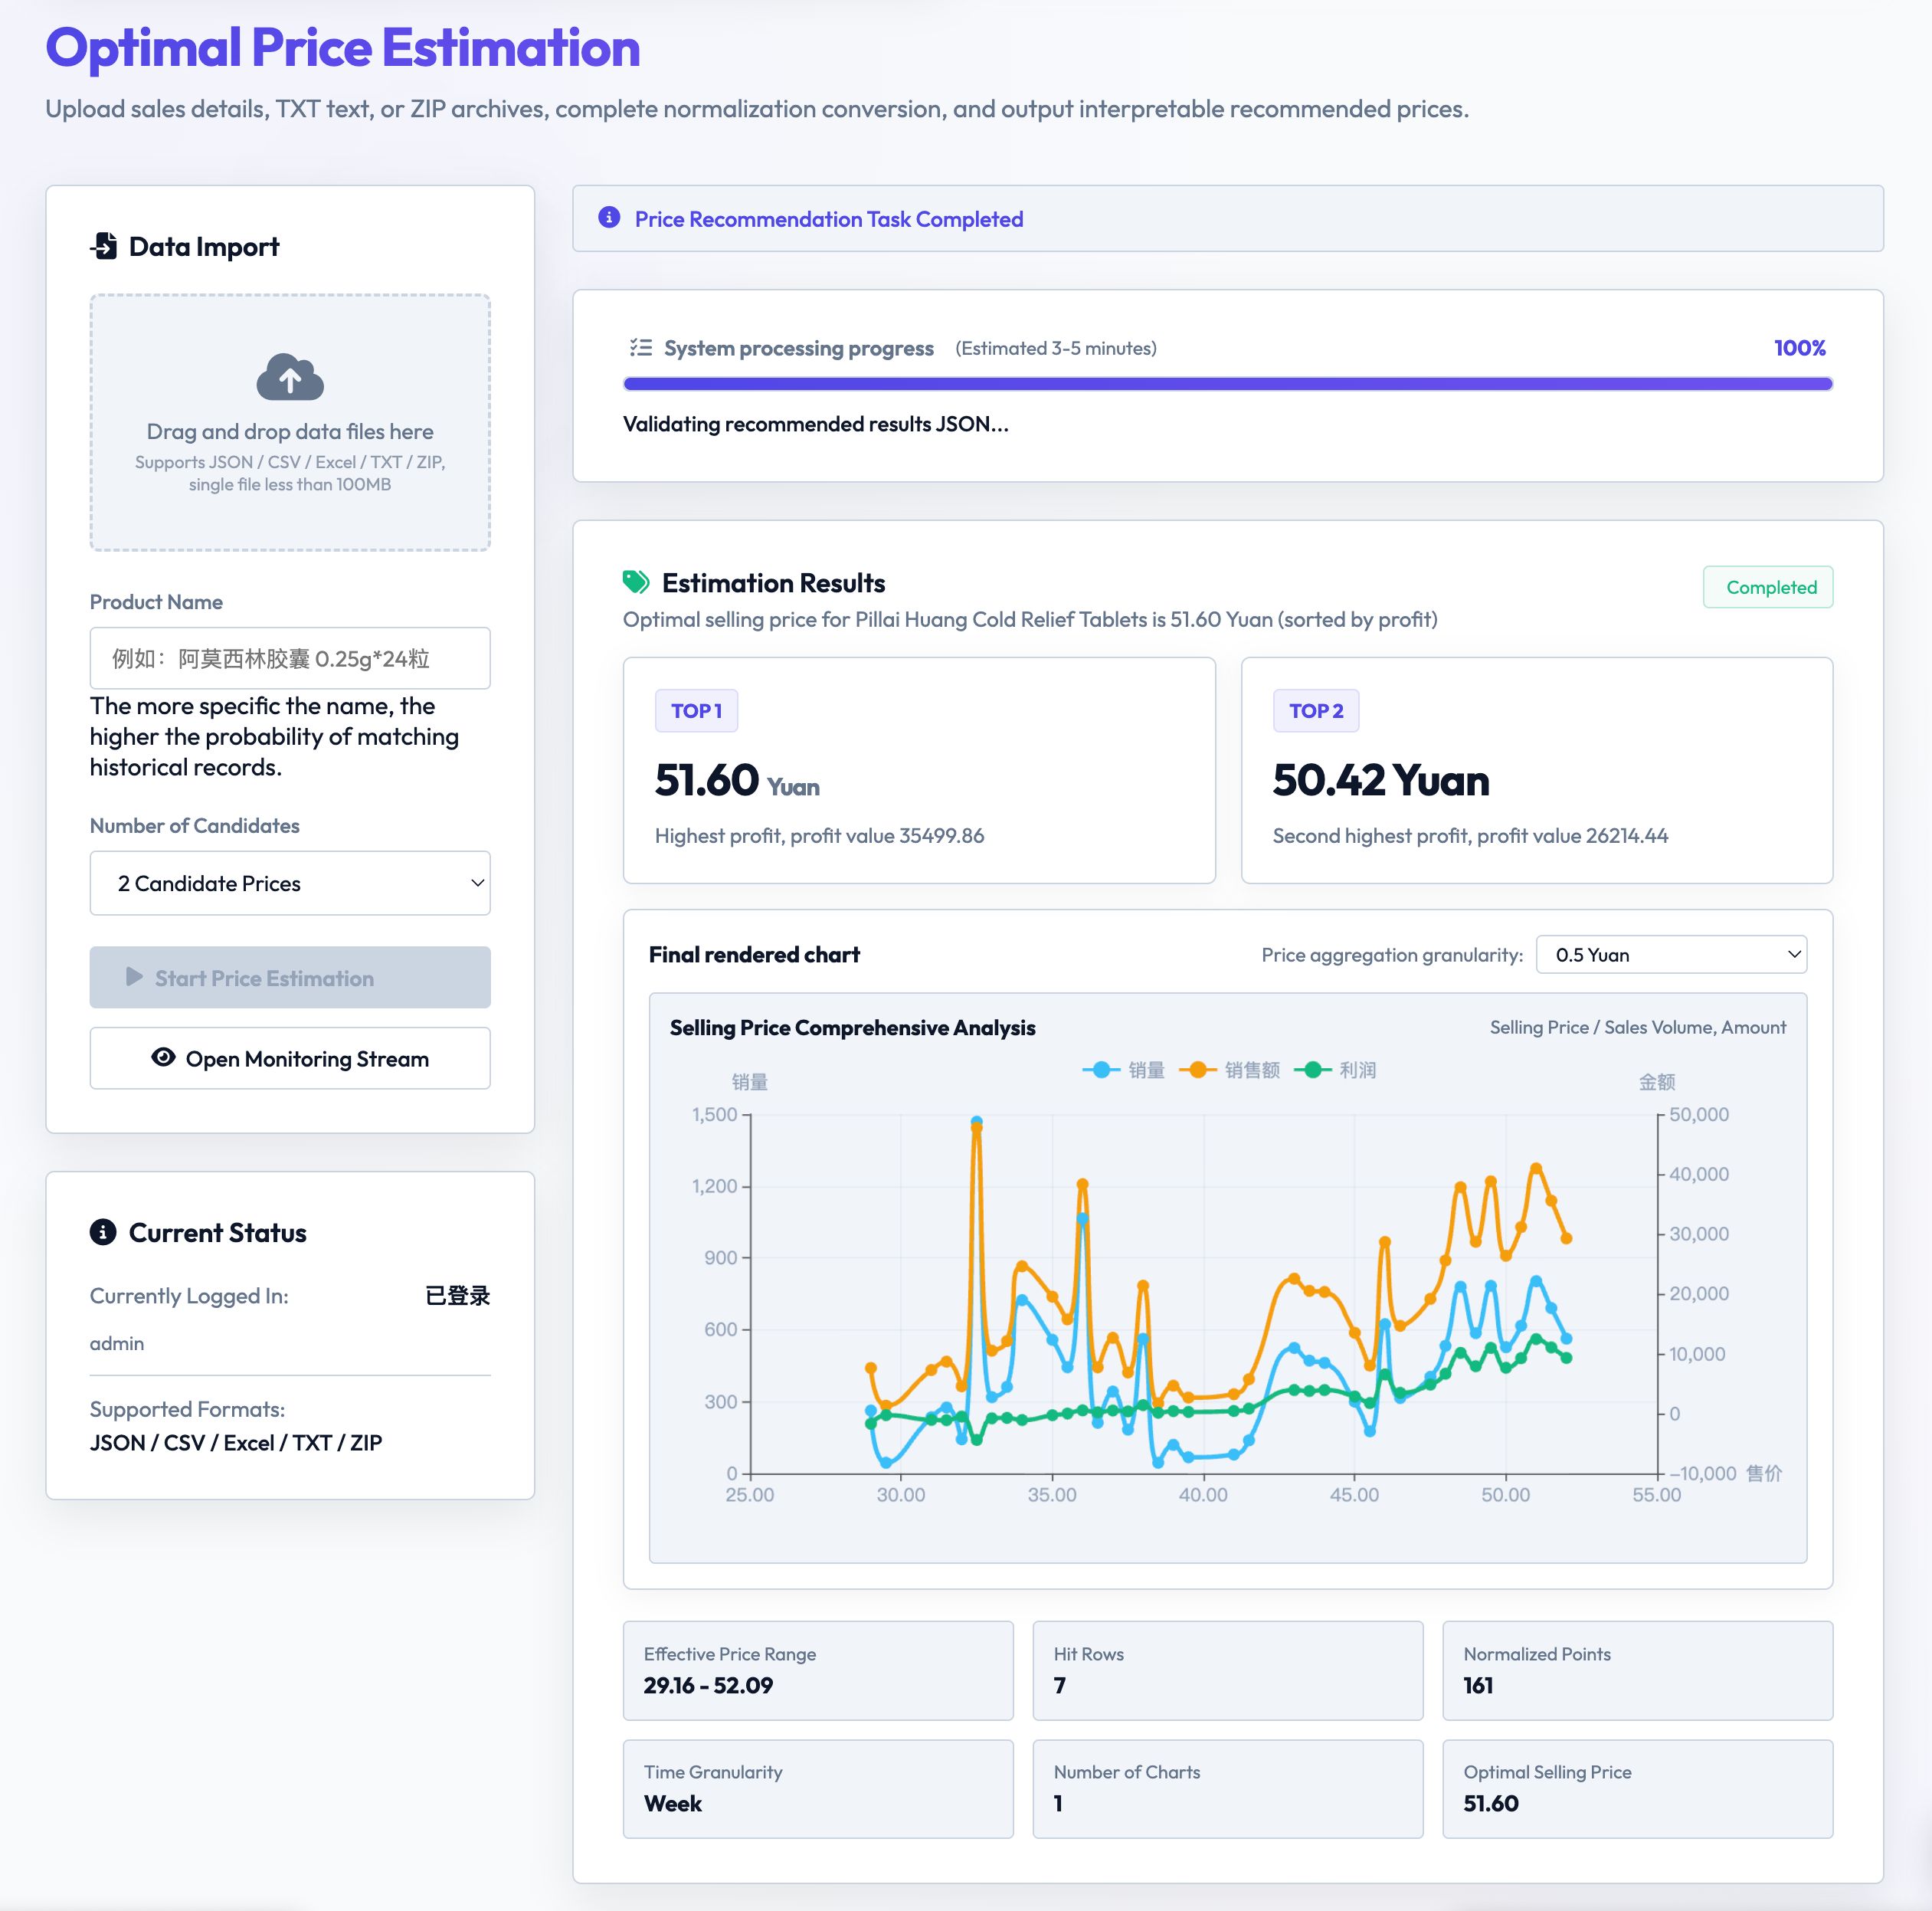 Optimal Price Estimation
Upload sales details, TXT text, or ZIP archives, complete normalization conversion, and output interpretable recommended prices.
Data Import
Drag and drop data files here
Supports JSON / CSV / Excel / TXT / ZIP,
single file less than 100MB
Product Name
例如：阿莫西林胶囊 0.25g*24粒
The more specific the name, the
higher the probability of matching
historical records.
Number of Candidates
2 Candidate Prices
Start Price Estimation
Open Monitoring Stream
Current Status
Currently Logged In: 已登录
admin
Supported Formats:
JSON / CSV / Excel / TXT / ZIP
Price Recommendation Task Completed
System processing progress (Estimated 3-5 minutes) 100%
Validating recommended results JSON...
Estimation Results
Completed
Optimal selling price for Pillai Huang Cold Relief Tablets is 51.60 Yuan (sorted by profit)
TOP 1
51.60 Yuan
Highest profit, profit value 35499.86
TOP 2
50.42 Yuan
Second highest profit, profit value 26214.44
Final rendered chart
Price aggregation granularity: 0.5 Yuan
Selling Price Comprehensive Analysis
Selling Price / Sales Volume, Amount
销量 销售额 利润
销量
金额
1,500
1,200
900
600
300
0
50,000
40,000
30,000
20,000
10,000
0
–10,000
售价
25.00 30.00 35.00 40.00 45.00 50.00 55.00
Effective Price Range
29.16 - 52.09
Hit Rows
7
Normalized Points
161
Time Granularity
Week
Number of Charts
1
Optimal Selling Price
51.60